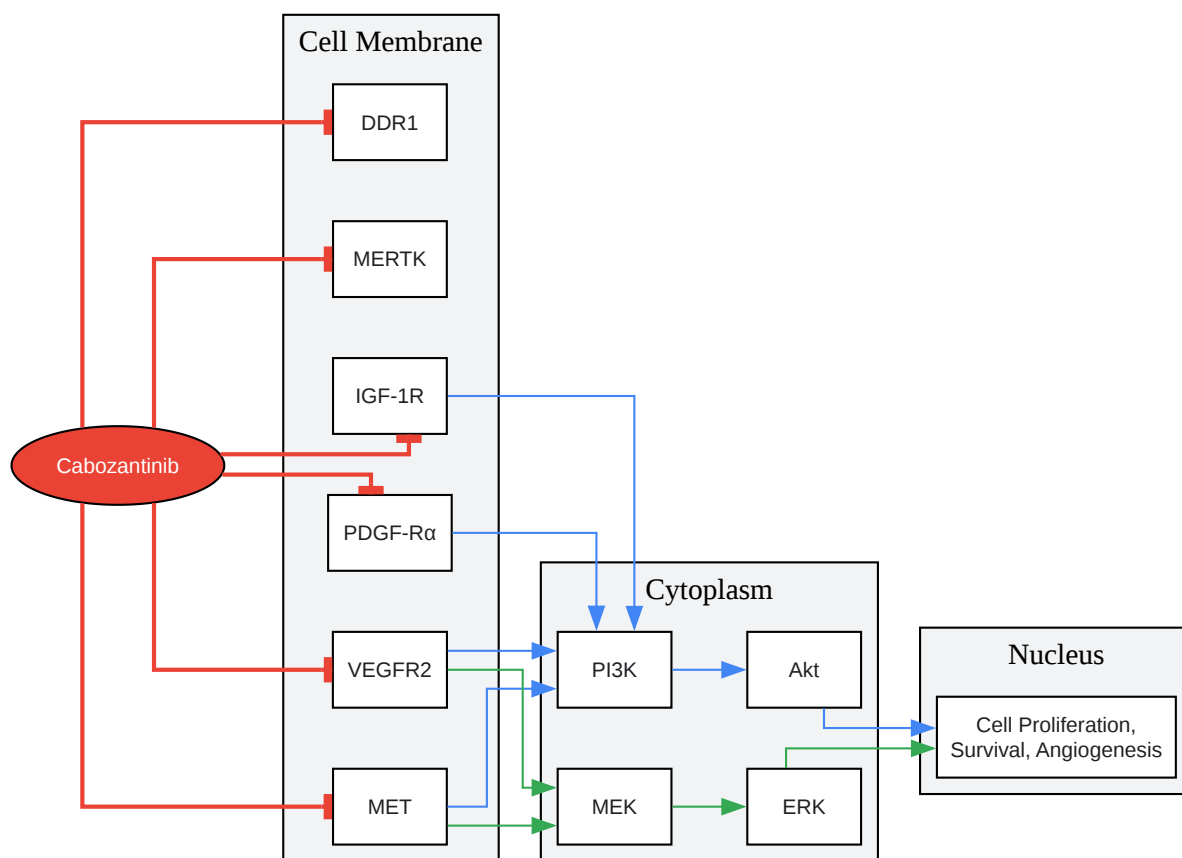 Cell Membrane
DDR1
MERTK
IGF-1R
Cabozantinib
PDGF-Rα
Cytoplasm
VEGFR2
PI3K
Akt
Nucleus
Cell Proliferation,
Survival, Angiogenesis
MET
MEK
ERK